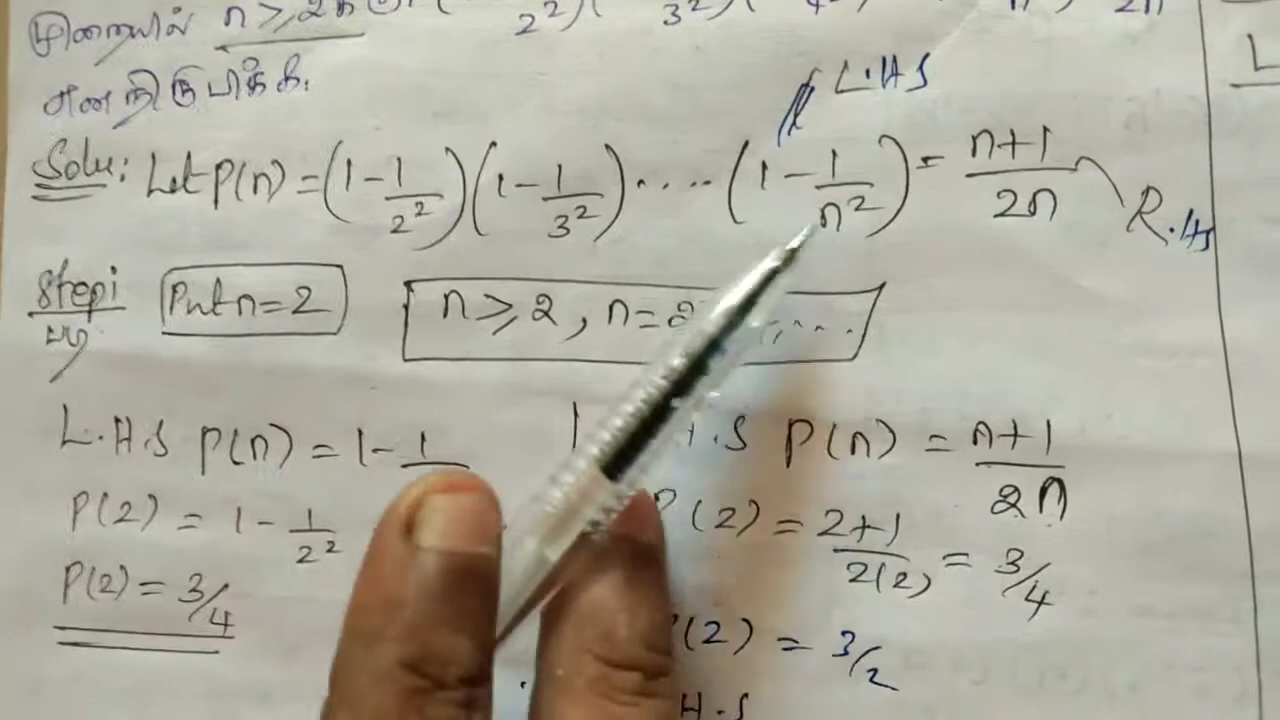 முறையில் n ≥ 2
என நிரூபிக்க.
L.H.S
Solu: Let P(n) = (1 - 1/2²)(1 - 1/3²) .... (1 - 1/n²) = n+1/2n
R.HS
Step i
Put n=2
n ≥ 2, n=2
L.H.S P(n) = 1 - 1
.S P(n) = n+1/2n
P(2) = 1 - 1/2²
P(2) = 2+1/2(2) = 3/4
P(2) = 3/4
(2) = 3/2
H.S